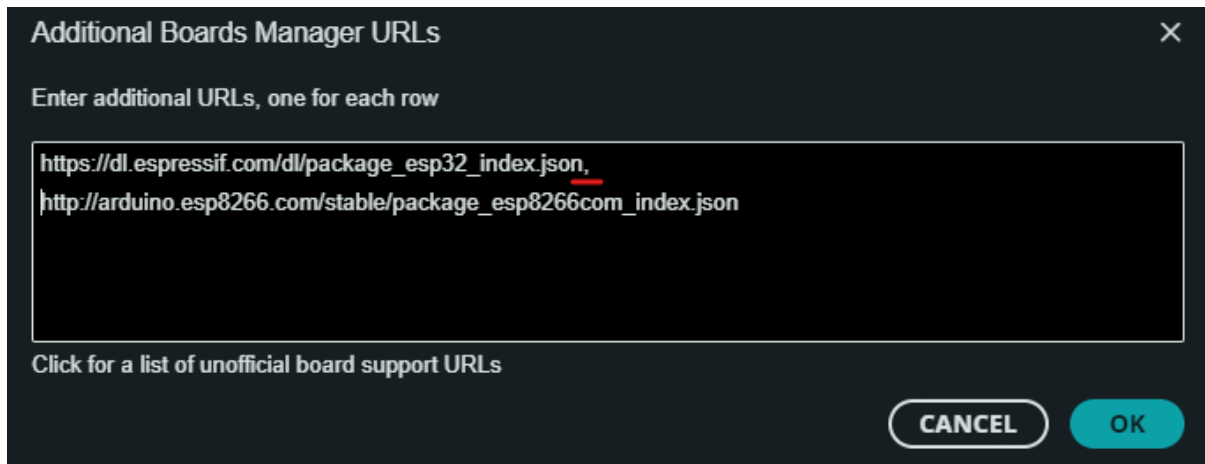 Additional Boards Manager URLs
Enter additional URLs, one for each row
https://dl.espressif.com/dl/package_esp32_index.json,
http://arduino.esp8266.com/stable/package_esp8266com_index.json
Click for a list of unofficial board support URLs
CANCEL OK